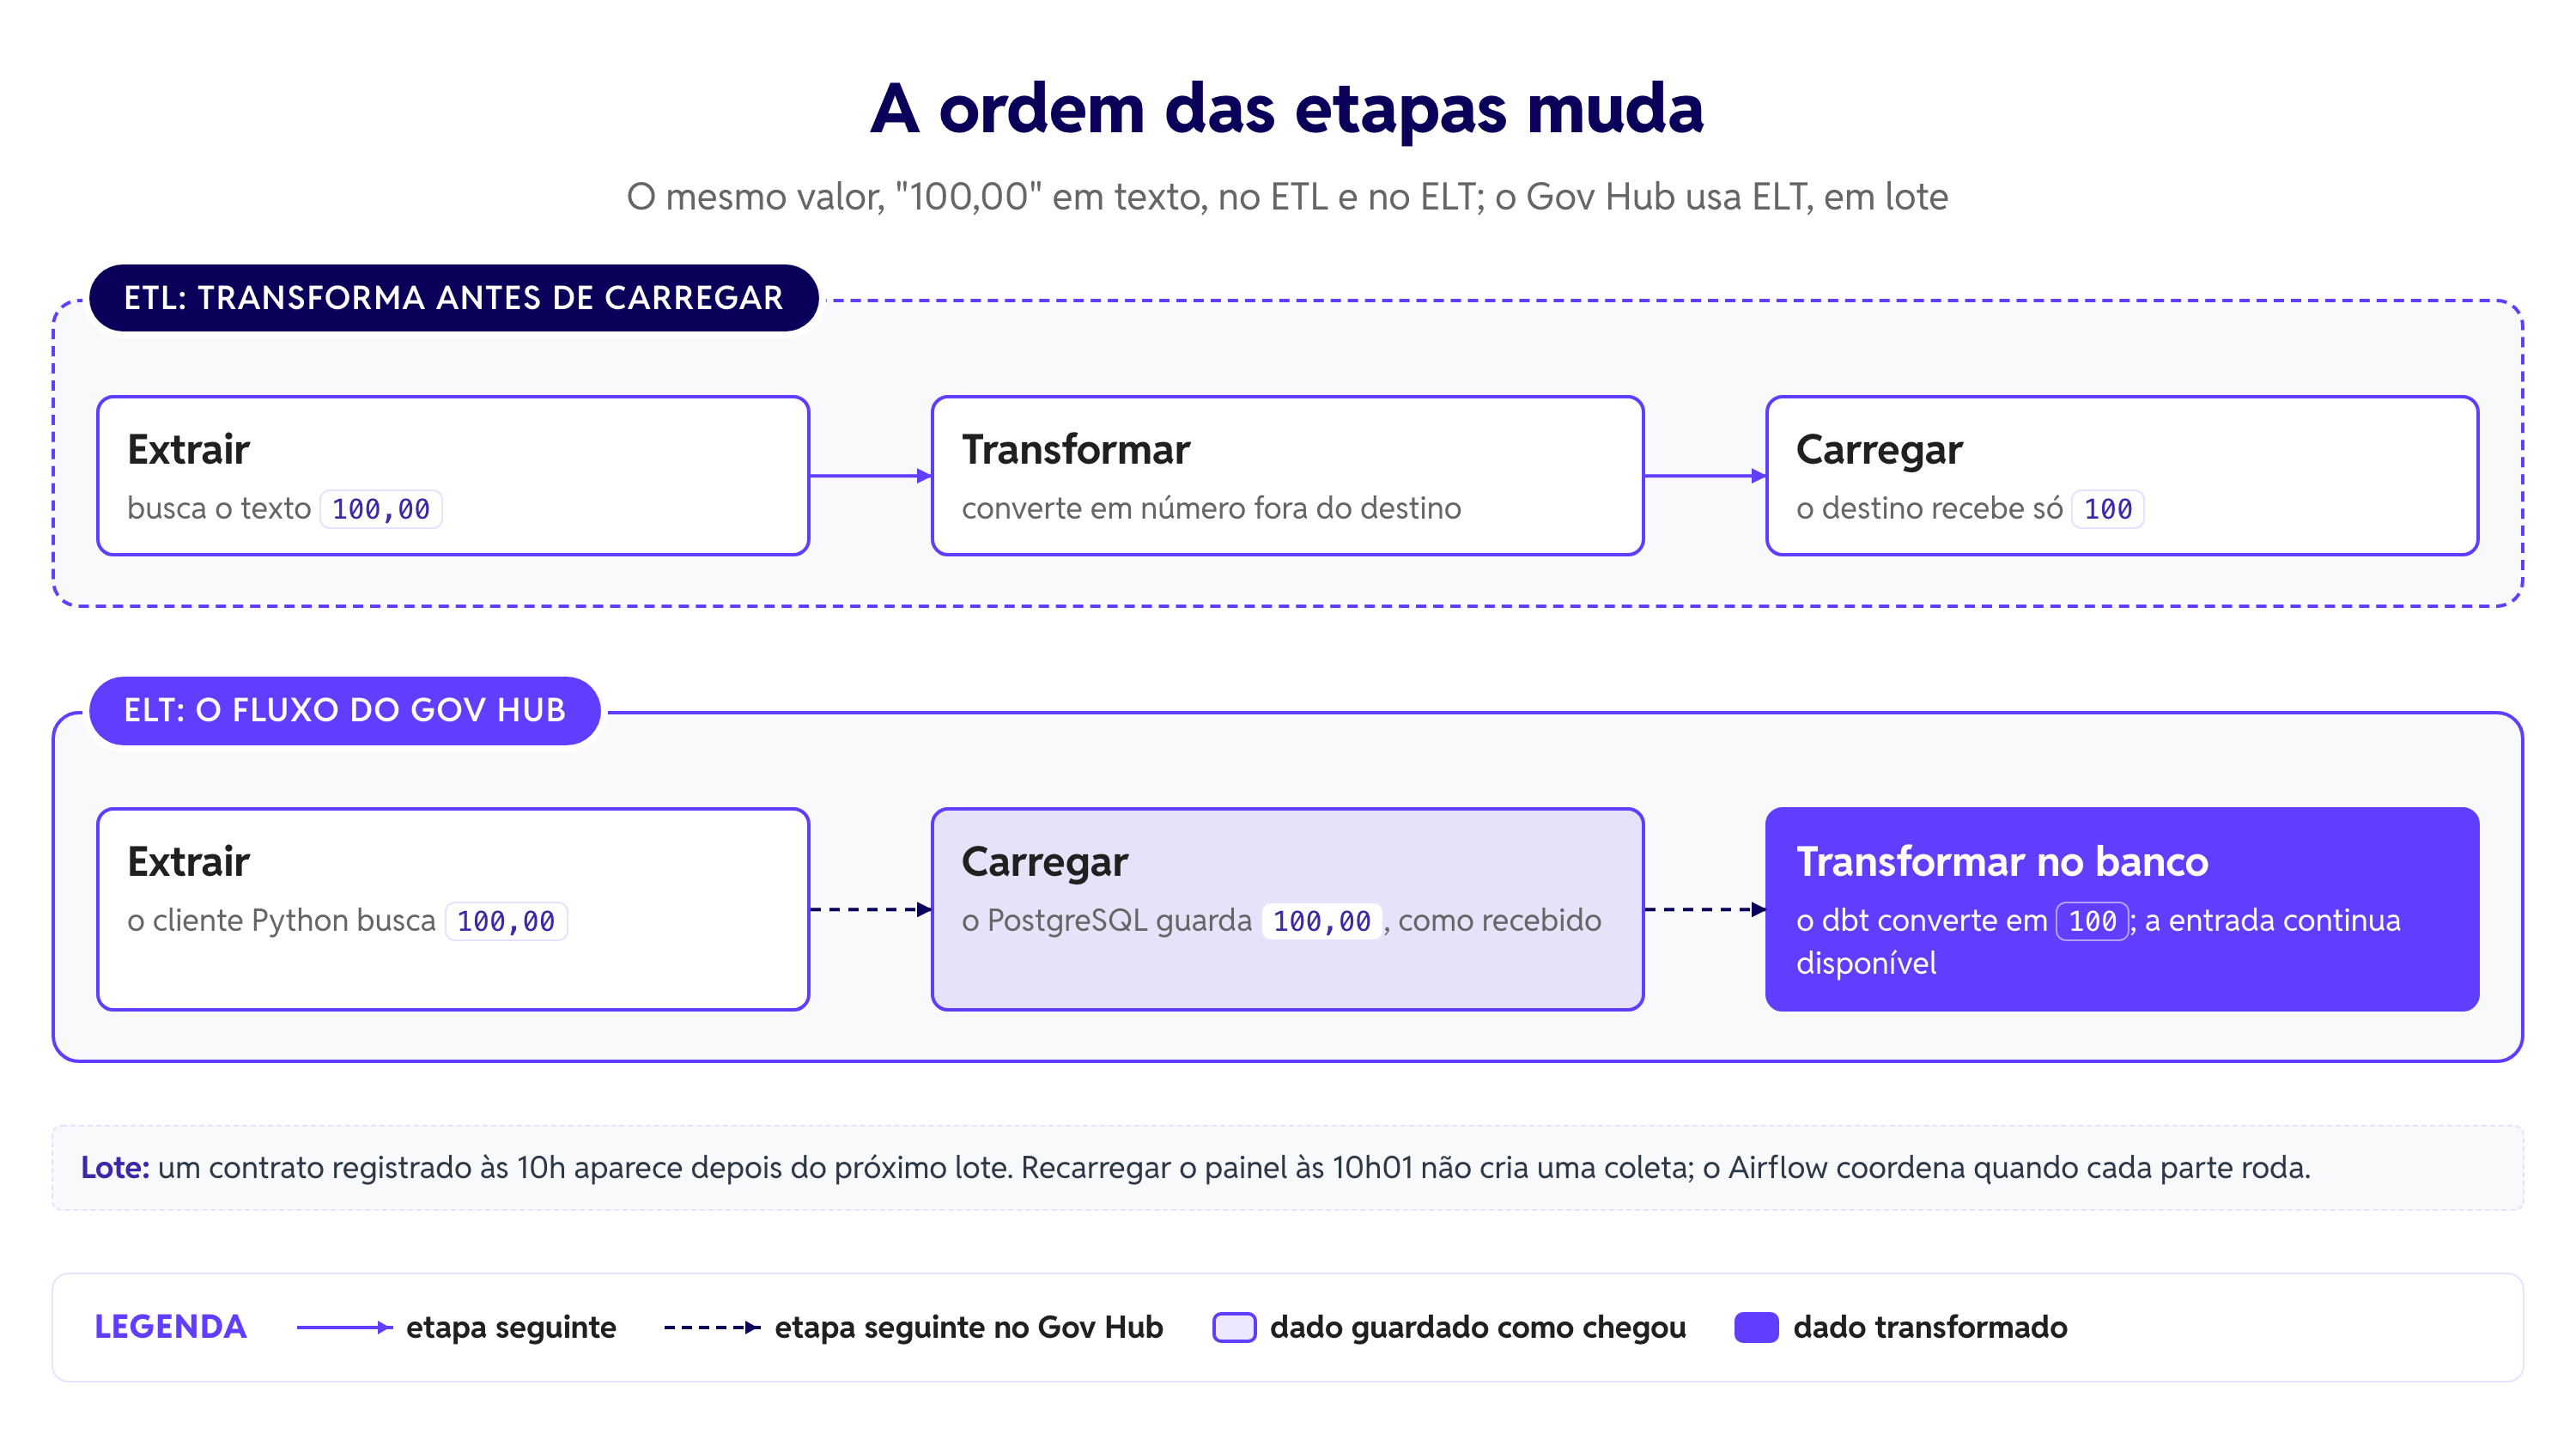 A ordem das etapas muda
O mesmo valor, "100,00" em texto, no ETL e no ELT; o Gov Hub usa ELT, em lote
ETL: TRANSFORMA ANTES DE CARREGAR
Extrair
busca o texto 100,00
Transformar
converte em número fora do destino
Carregar
o destino recebe só 100
ELT: O FLUXO DO GOV HUB
Extrair
o cliente Python busca 100,00
Carregar
o PostgreSQL guarda 100,00, como recebido
Transformar no banco
o dbt converte em 100; a entrada continua
disponível
Lote: um contrato registrado às 10h aparece depois do próximo lote. Recarregar o painel às 10h01 não cria uma coleta; o Airflow coordena quando cada parte roda.
LEGENDA
etapa seguinte
etapa seguinte no Gov Hub
dado guardado como chegou
dado transformado